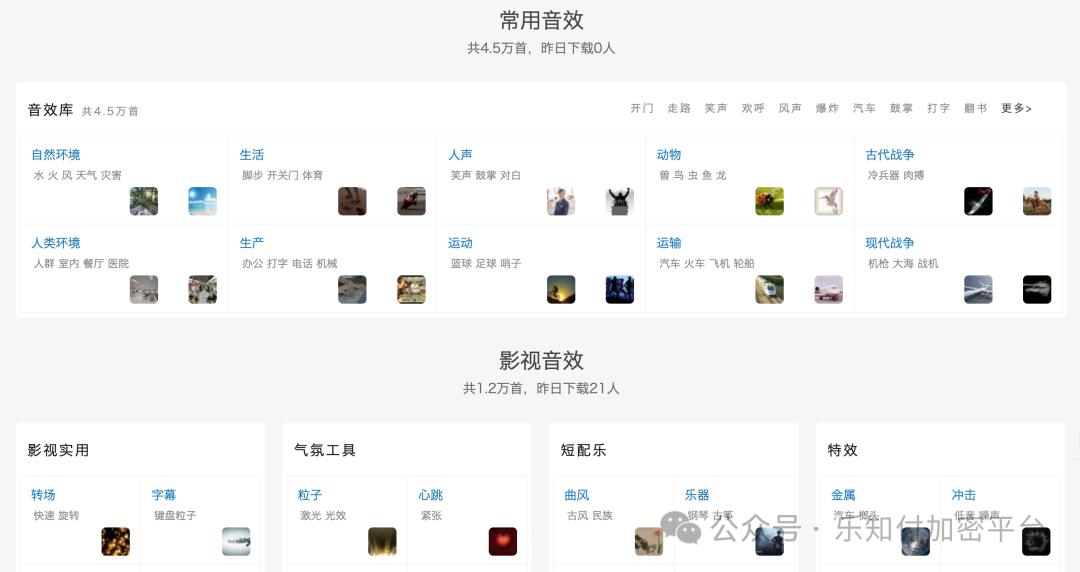 常用音效
共4.5万首，昨日下载0人
音效库 共4.5万首
开门 走路 笑声 欢呼 风声 爆炸 汽车 鼓掌 打字 翻书 更多>
自然环境 生活 人声 动物 古代战争
水 火 风 天气 灾害 脚步 开关门 体育 笑声 鼓掌 对白 兽 鸟 虫 鱼 龙 冷兵器 肉搏
人类环境 生产 运动 运输 现代战争
人群 室内 餐厅 医院 办公 打字 电话 机械 篮球 足球 哨子 汽车 火车 飞机 轮船 机枪 大海 战机
影视音效
共1.2万首，昨日下载21人
影视实用 气氛工具 短配乐 特效
转场 字幕 粒子 心跳 曲风 乐器 金属 冲击
快速 旋转 键盘粒子 激光 光效 紧张 古风 民族 钢琴 古筝 汽车 榔头 低音 噪声
公众号 · 乐知付加密平台